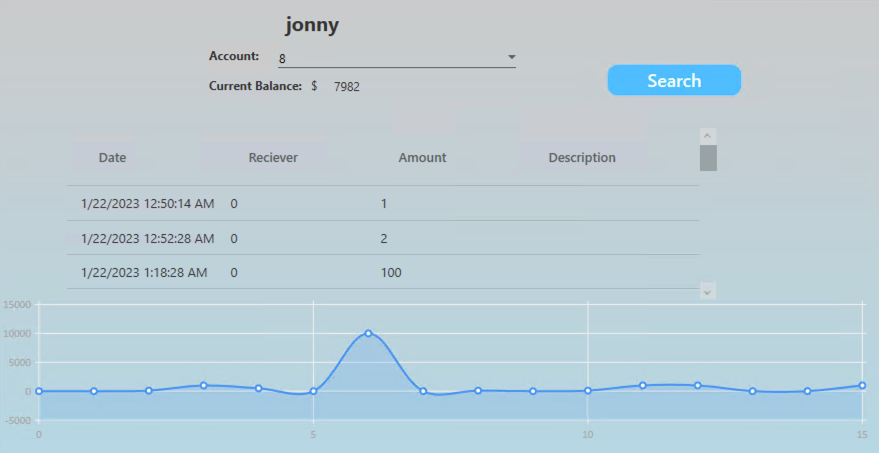 jonny
Account: 8
Current Balance: $ 7982
Search
Date Reciever Amount Description
1/22/2023 12:50:14 AM 0 1
1/22/2023 12:52:28 AM 0 2
1/22/2023 1:18:28 AM 0 100
15000
10000
5000
0
-5000
0 5 10 15